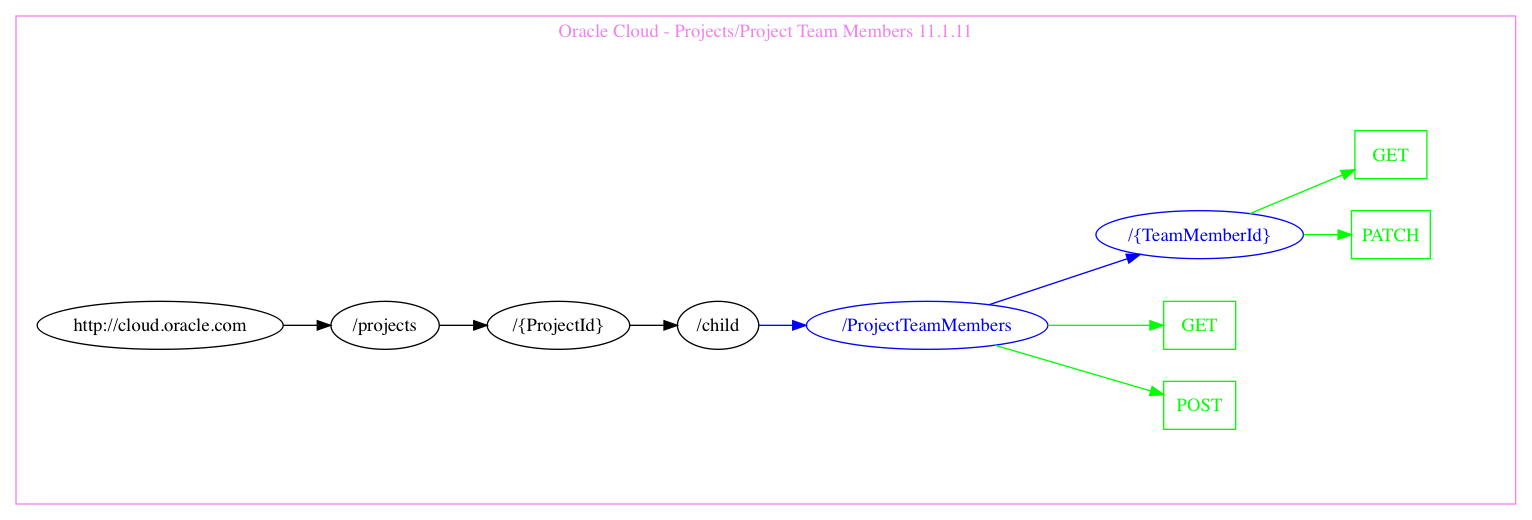 Oracle Cloud - Projects/Project Team Members 11.1.11
http://cloud.oracle.com
/projects
/{ProjectId}
/child
/ProjectTeamMembers
/{TeamMemberId}
GET
PATCH
GET
POST